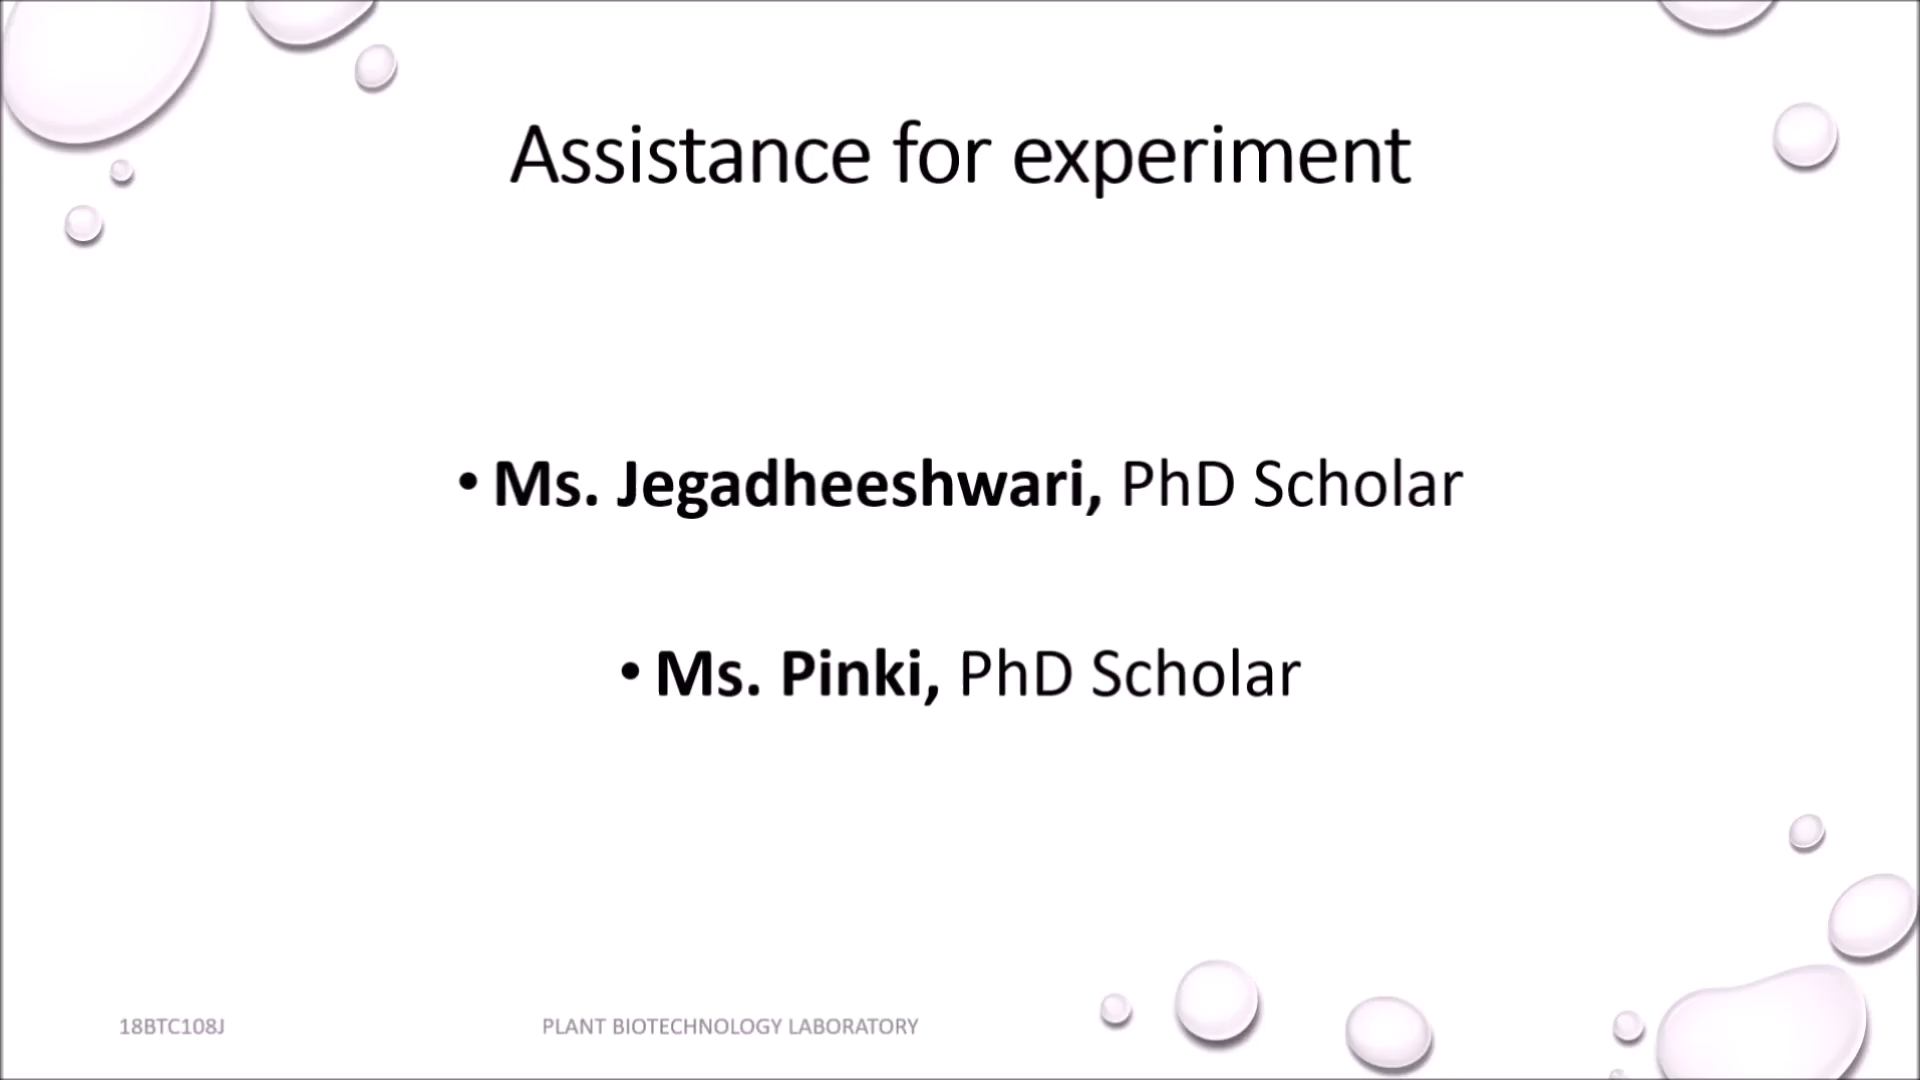 Assistance for experiment
• Ms. Jegadheeshwari, PhD Scholar
• Ms. Pinki, PhD Scholar
18BTC108J
PLANT BIOTECHNOLOGY LABORATORY